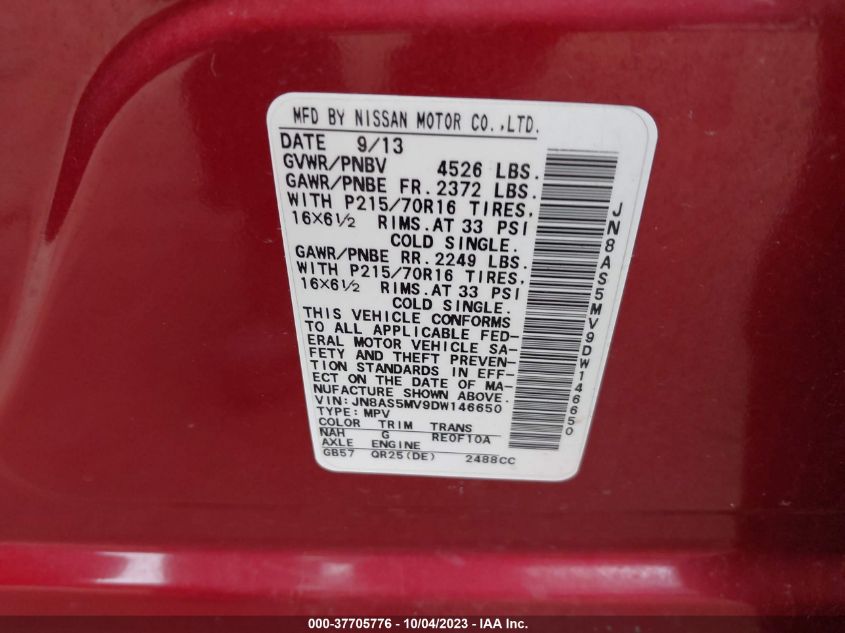 MFD BY NISSAN MOTOR CO.,LTD.
DATE 9/13
GVWR/PNBV 4526 LBS.
GAWR/PNBE FR. 2372 LBS.
WITH P215/70R16 TIRES,
16X6½ RIMS. AT 33 PSI
COLD SINGLE.
GAWR/PNBE RR. 2249 LBS.
WITH P215/70R16 TIRES,
16X6½ RIMS. AT 33 PSI
COLD SINGLE.
THIS VEHICLE CONFORMS
TO ALL APPLICABLE FED-
ERAL MOTOR VEHICLE SA-
FETY AND THEFT PREVEN-
TION STANDARDS IN EFF-
ECT ON THE DATE OF MA-
NUFACTURE SHOWN ABOVE.
VIN: JN8AS5MV9DW146650
TYPE: MPV
COLOR TRIM TRANS
NAH G RE0F10A
AXLE ENGINE
GB57 QR25(DE) 2488CC
JN8AS5MV9DW146650
000-37705776 - 10/04/2023 - IAA Inc.